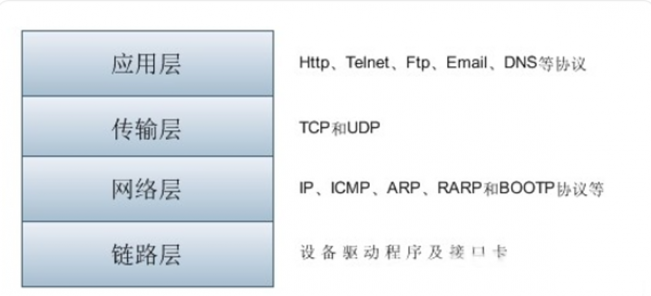 应用层 Http、Telnet、Ftp、Email、DNS等协议
传输层 TCP和UDP
网络层 IP、ICMP、ARP、RARP和BOOTP协议等
链路层 设备驱动程序及接口卡